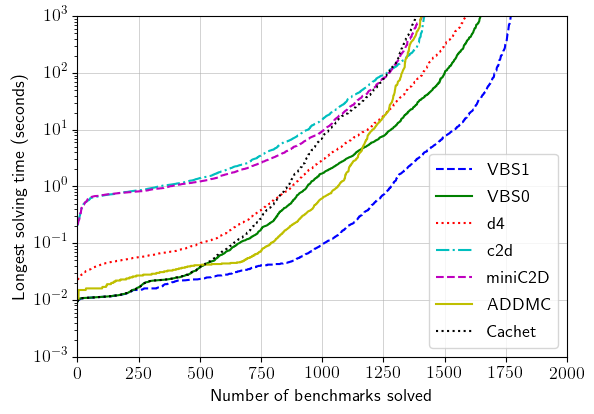 10^3
10^2
10^1
10^0
10^−1
10^−2
10^−3
Longest solving time (seconds)
VBS1
VBS0
d4
c2d
miniC2D
ADDMC
Cachet
0 250 500 750 1000 1250 1500 1750 2000
Number of benchmarks solved